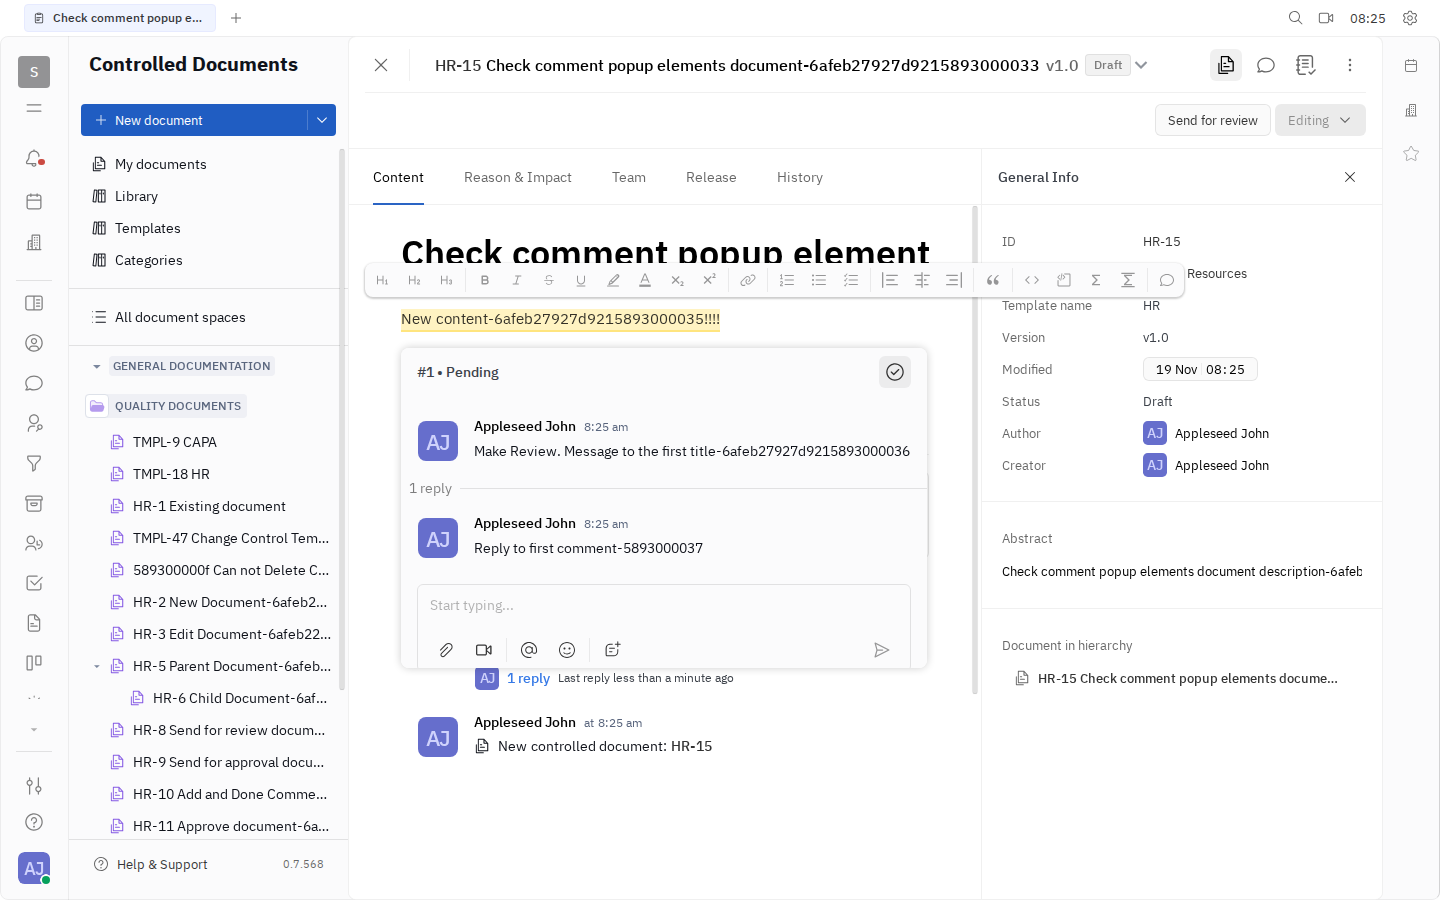 Check comment popup e...
08:25
S
Controlled Documents
New document
My documents
Library
Templates
Categories
All document spaces
GENERAL DOCUMENTATION
QUALITY DOCUMENTS
TMPL-9 CAPA
TMPL-18 HR
HR-1 Existing document
TMPL-47 Change Control Tem...
589300000f Can not Delete C...
HR-2 New Document-6afeb2...
HR-3 Edit Document-6afeb22...
HR-5 Parent Document-6afeb...
HR-6 Child Document-6af...
HR-8 Send for review docum...
HR-9 Send for approval docu...
HR-10 Add and Done Comme...
HR-11 Approve document-6a...
Help & Support 0.7.568
AJ
HR-15 Check comment popup elements document-6afeb27927d9215893000033 v1.0 Draft
Send for review Editing
Content Reason & Impact Team Release History
Check comment popup element
H1 H2 H3 B I S U A X2 X2 Σ Σ
New content-6afeb27927d9215893000035!!!!
#1 • Pending
AJ Appleseed John 8:25 am
Make Review. Message to the first title-6afeb27927d9215893000036
1 reply
AJ Appleseed John 8:25 am
Reply to first comment-5893000037
Start typing...
AJ 1 reply Last reply less than a minute ago
AJ Appleseed John at 8:25 am
New controlled document: HR-15
General Info
ID HR-15
Resources
Template name HR
Version v1.0
Modified 19 Nov 08:25
Status Draft
Author AJ Appleseed John
Creator AJ Appleseed John
Abstract
Check comment popup elements document description-6afeb
Document in hierarchy
HR-15 Check comment popup elements docume...